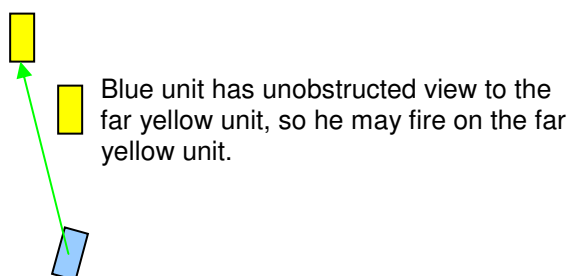 Blue unit has unobstructed view to the
far yellow unit, so he may fire on the far
yellow unit.